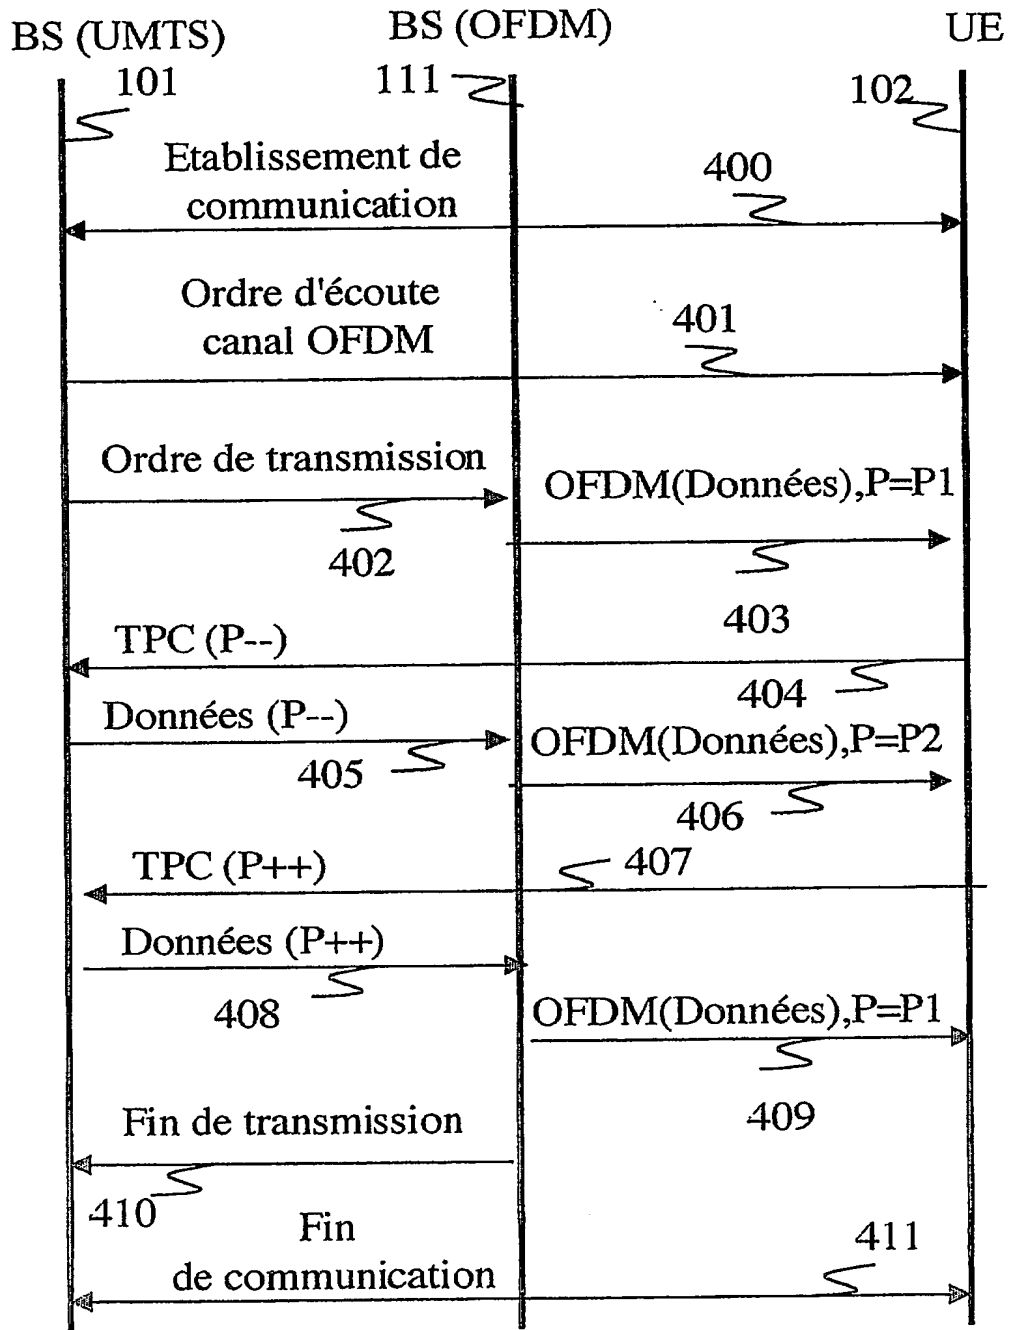 BS (UMTS) BS (OFDM) UE
101 111 102
Etablissement de
communication
400
Ordre d'écoute
canal OFDM
401
Ordre de transmission
402
OFDM(Données),P=P1
403
TPC (P--)
404
Données (P--)
405
OFDM(Données),P=P2
406
TPC (P++)
407
Données (P++)
408
OFDM(Données),P=P1
409
Fin de transmission
410
Fin
de communication
411